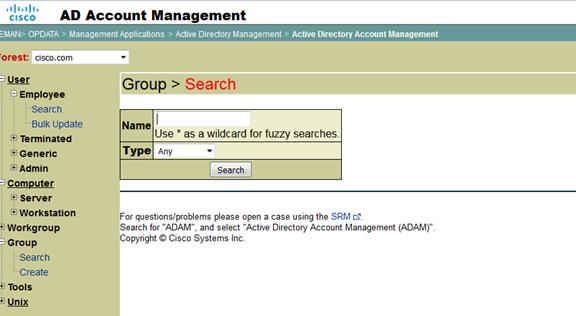 CISCO
AD Account Management
EMAN> OPDATA > Management Applications > Active Directory Management > Active Directory Account Management
Forest: cisco.com
User
Employee
Search
Bulk Update
Terminated
Generic
Admin
Computer
Server
Workstation
Workgroup
Group
Search
Create
Tools
Unix
Group > Search
Name
Use * as a wildcard for fuzzy searches.
Type Any
Search
For questions/problems please open a case using the SRM.
Search for "ADAM", and select "Active Directory Account Management (ADAM)".
Copyright © Cisco Systems Inc.